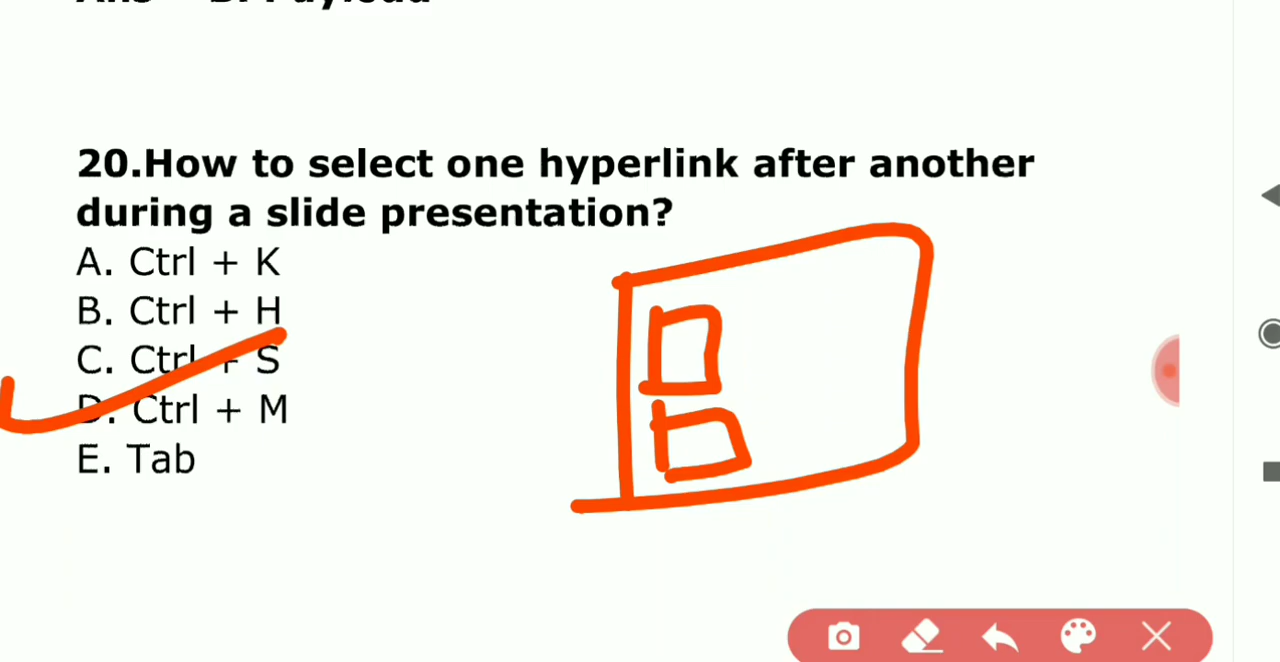 20.How to select one hyperlink after another
during a slide presentation?
A. Ctrl + K
B. Ctrl + H
C. Ctrl + S
D. Ctrl + M
E. Tab